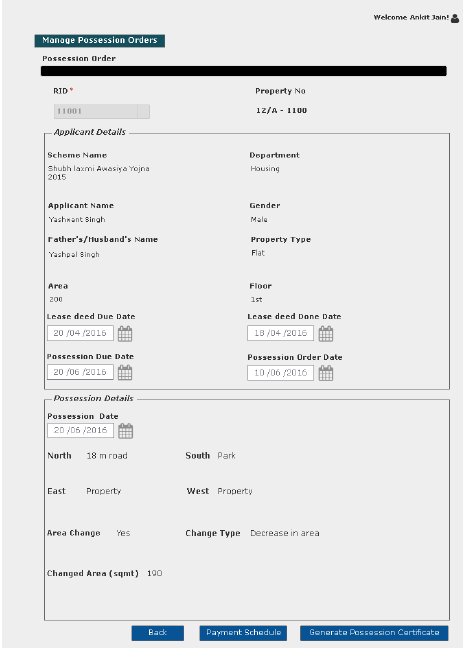 Welcome Ankit Jain!
Manage Possession Orders
Possession Order
RID * Property No
11001 12/A - 1100
Applicant Details
Scheme Name Department
Shubh laxmi Awasiya Yojna Housing
2015
Applicant Name Gender
Yashwant Singh Male
Father's/Husband's Name Property Type
Yashpal Singh Flat
Area Floor
200 1st
Lease deed Due Date Lease deed Done Date
20 /04 /2016 18 /04 /2016
Possession Due Date Possession Order Date
20 /06 /2016 10 /06 /2016
Possession Details
Possession Date
20 /06 /2016
North 18 m road South Park
East Property West Property
Area Change Yes Change Type Decrease in area
Changed Area (sqmt) 190
Back Payment Schedule Generate Possession Certificate